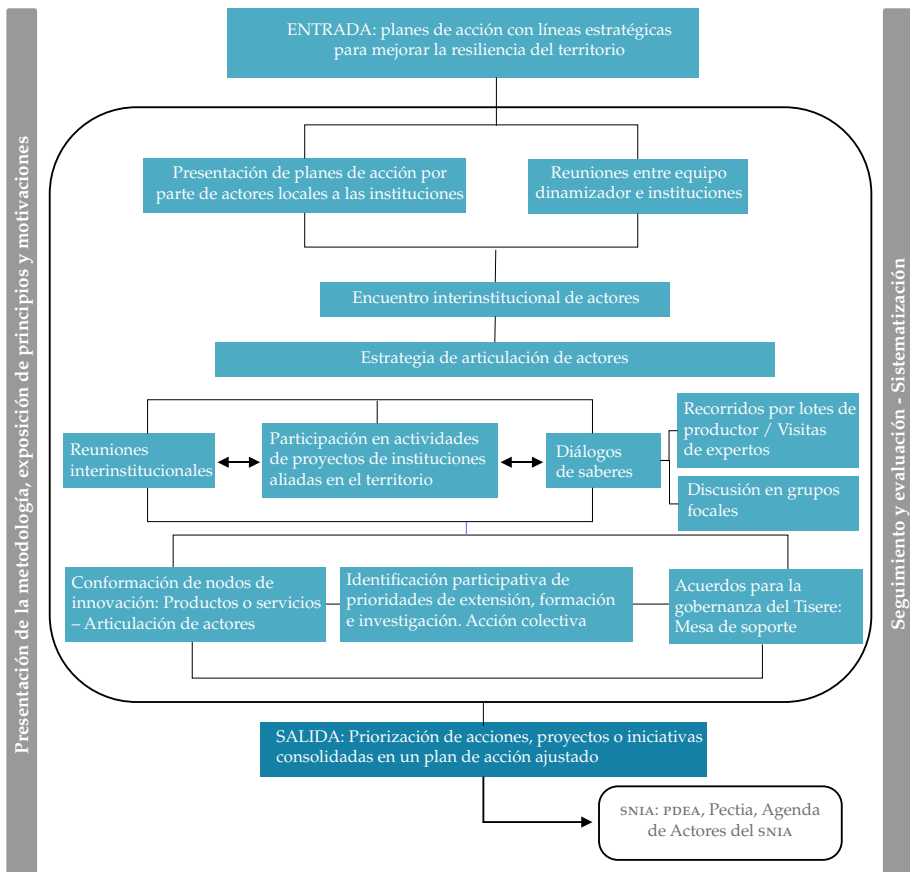 Presentación de la metodología, exposición de principios y motivaciones
ENTRADA: planes de acción con líneas estratégicas
para mejorar la resiliencia del territorio
Presentación de planes de acción por
parte de actores locales a las instituciones
Reuniones entre equipo
dinamizador e instituciones
Encuentro interinstitucional de actores
Estrategia de articulación de actores
Reuniones
interinstitucionales
Participación en actividades
de proyectos de instituciones
aliadas en el territorio
Diálogos
de saberes
Recorridos por lotes de
productor / Visitas
de expertos
Discusión en grupos
focales
Conformación de nodos de
innovación: Productos o servicios
– Articulación de actores
Identificación participativa de
prioridades de extensión, formación
e investigación. Acción colectiva
Acuerdos para la
gobernanza del Tisere:
Mesa de soporte
SALIDA: Priorización de acciones, proyectos o iniciativas
consolidadas en un plan de acción ajustado
SNIA: PDEA, Pectia, Agenda
de Actores del SNIA
Seguimiento y evaluación - Sistematización